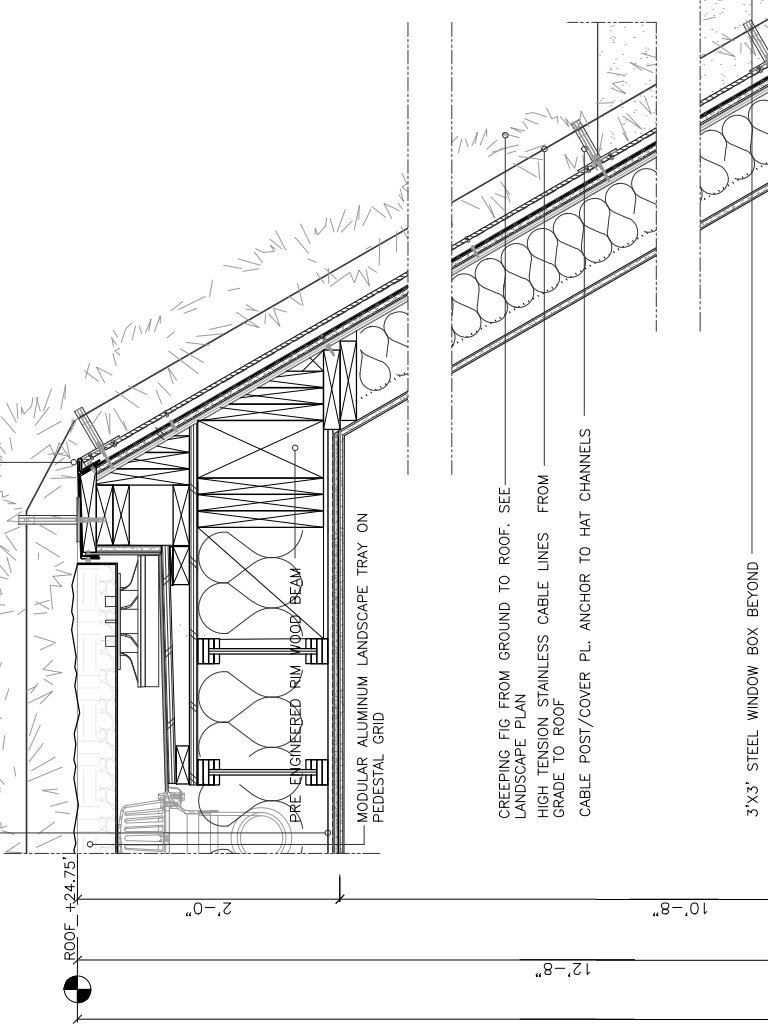 PRE ENGINEERED RIM WOOD BEAM
MODULAR ALUMINUM LANDSCAPE TRAY ON
PEDESTAL GRID
CREEPING FIG FROM GROUND TO ROOF. SEE
LANDSCAPE PLAN
HIGH TENSION STAINLESS CABLE LINES FROM
GRADE TO ROOF
CABLE POST/COVER PL. ANCHOR TO HAT CHANNELS
3'X3' STEEL WINDOW BOX BEYOND
ROOF +24.75'
2'-0"
10'-8"
12'-8"